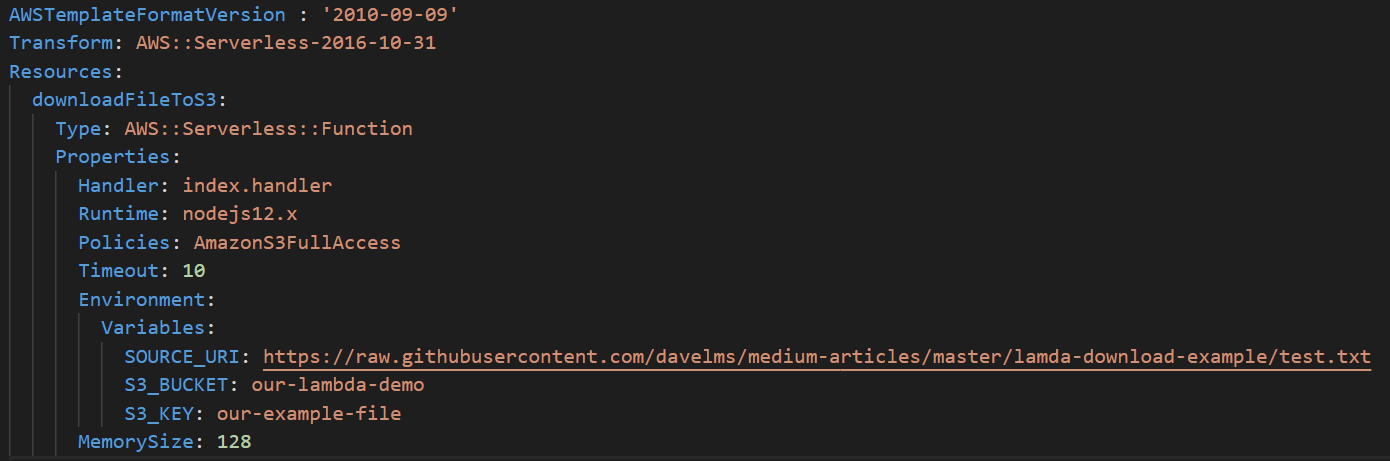 AWSTemplateFormatVersion : '2010-09-09'
Transform: AWS::Serverless-2016-10-31
Resources:
downloadFileToS3:
Type: AWS::Serverless::Function
Properties:
Handler: index.handler
Runtime: nodejs12.x
Policies: AmazonS3FullAccess
Timeout: 10
Environment:
Variables:
SOURCE_URI: https://raw.githubusercontent.com/davelms/medium-articles/master/lamda-download-example/test.txt
S3_BUCKET: our-lambda-demo
S3_KEY: our-example-file
MemorySize: 128